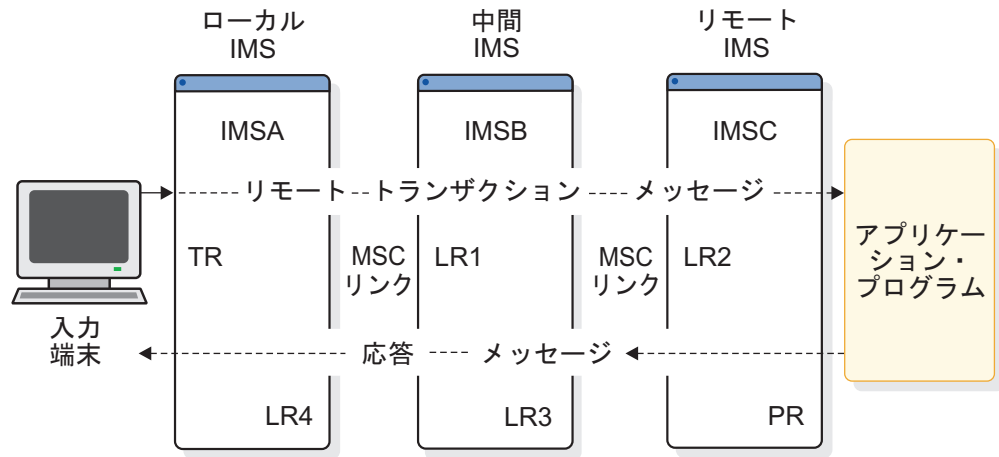 ローカル
IMS
中間
IMS
リモート
IMS
IMSA
IMSB
IMSC
リモート
トランザクション
メッセージ
アプリケー
ション・
プログラム
TR
MSC
リンク
LR1
MSC
リンク
LR2
入力
端末
応答
メッセージ
LR4
LR3
PR